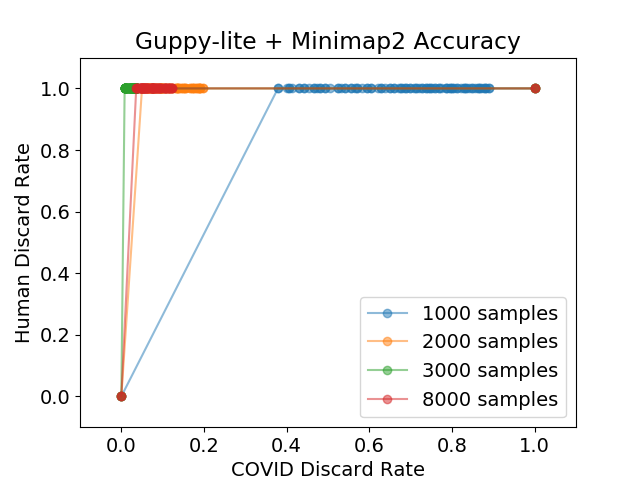 Guppy-lite + Minimap2 Accuracy
Human Discard Rate
1.0
0.8
0.6
0.4
0.2
0.0
1000 samples
2000 samples
3000 samples
8000 samples
0.0 0.2 0.4 0.6 0.8 1.0
COVID Discard Rate